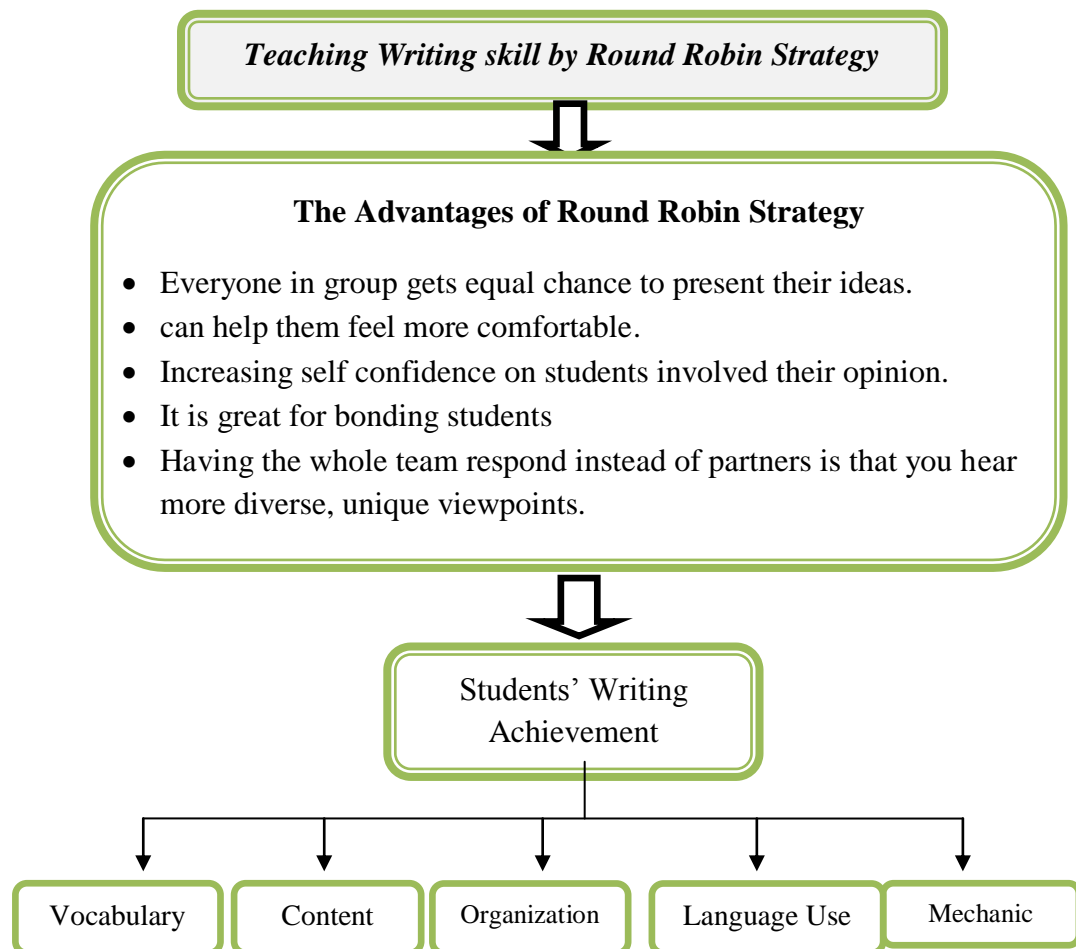 Teaching Writing skill by Round Robin Strategy
The Advantages of Round Robin Strategy
• Everyone in group gets equal chance to present their ideas.
• can help them feel more comfortable.
• Increasing self confidence on students involved their opinion.
• It is great for bonding students
• Having the whole team respond instead of partners is that you hear
more diverse, unique viewpoints.
Students’ Writing
Achievement
Vocabulary
Content
Organization
Language Use
Mechanic